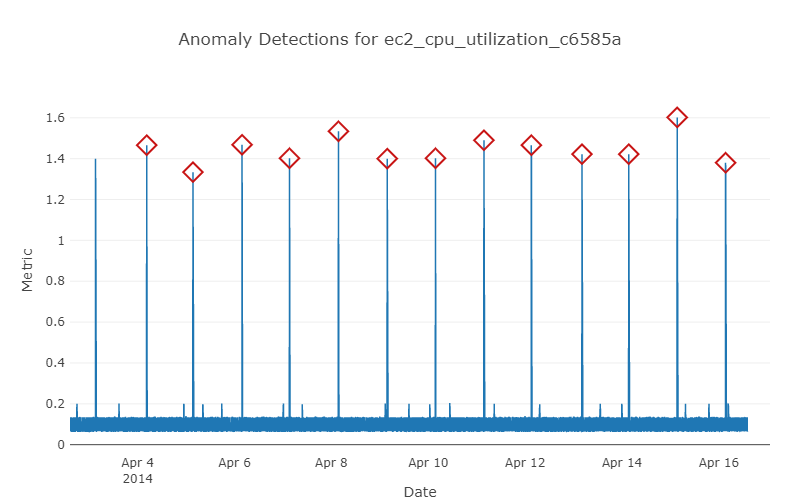 Anomaly Detections for ec2_cpu_utilization_c6585a
1.6
1.4
1.2
1
0.8
0.6
0.4
0.2
0
Metric
Apr 4
2014
Apr 6
Apr 8
Apr 10
Apr 12
Apr 14
Apr 16
Date